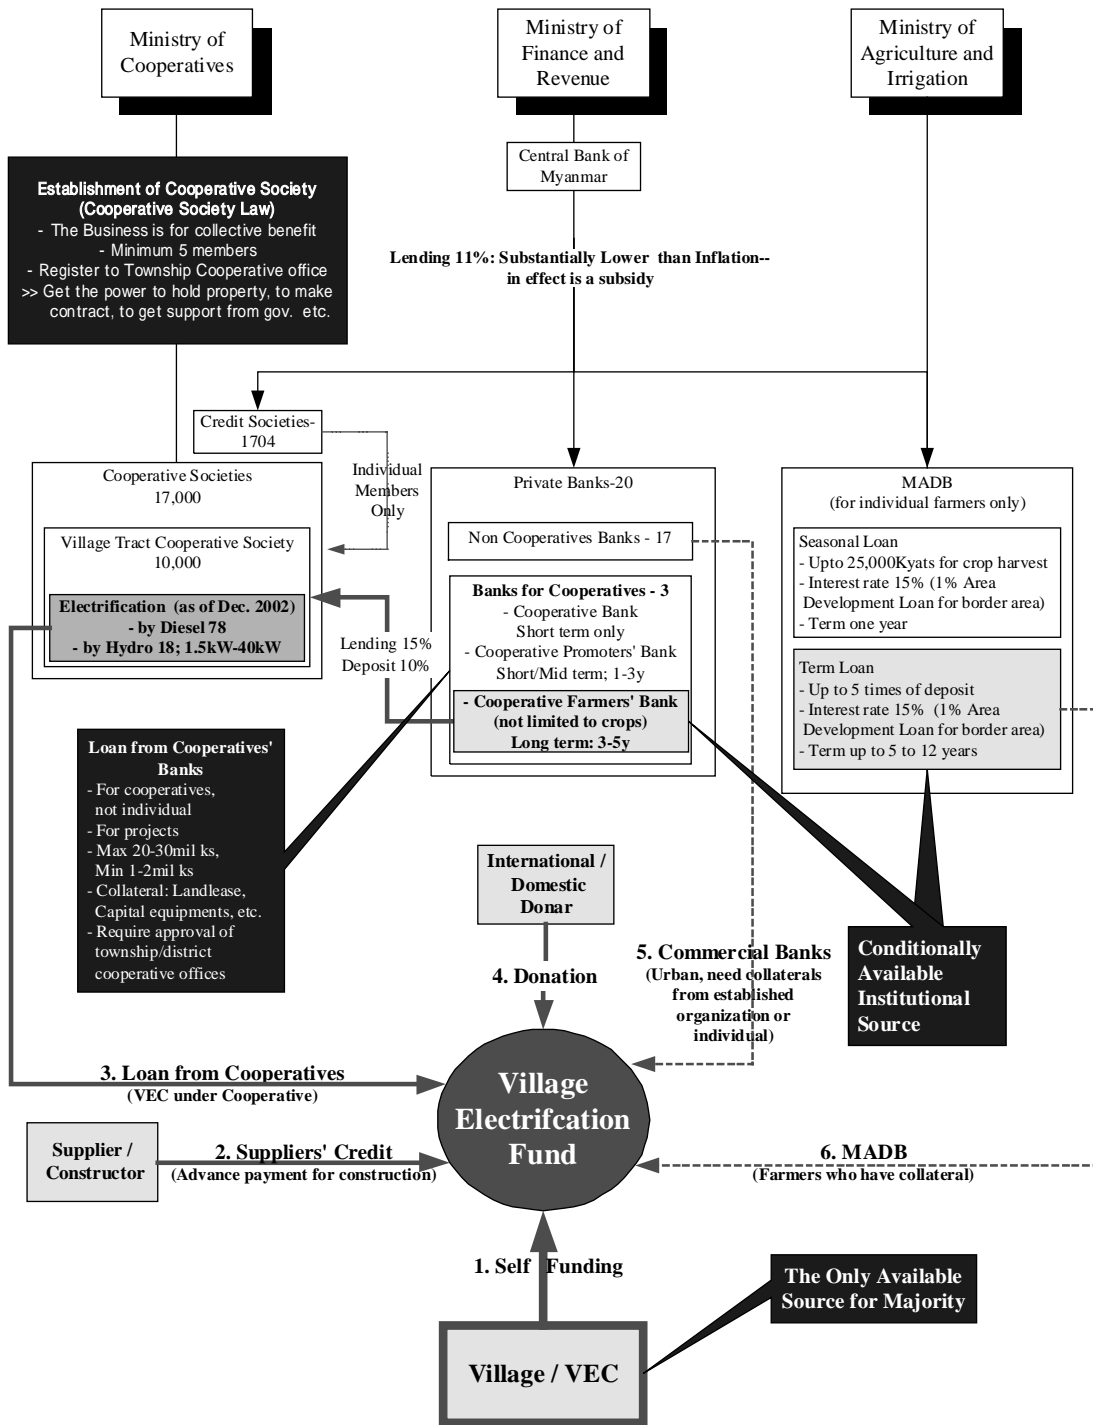 Ministry of
Cooperatives
Ministry of
Finance and
Revenue
Ministry of
Agriculture and
Irrigation
Central Bank of
Myanmar
Establishment of Cooperative Society
(Cooperative Society Law)
- The Business is for collective benefit
- Minimum 5 members
- Register to Township Cooperative office
>> Get the power to hold property, to make
contract, to get support from gov. etc.
Lending 11%: Substantially Lower than Inflation--
in effect is a subsidy
Credit Societies-
1704
Individual
Members
Only
Cooperative Societies
17,000
Village Tract Cooperative Society
10,000
Electrification (as of Dec. 2002)
- by Diesel 78
- by Hydro 18; 1.5kW-40kW
Lending 15%
Deposit 10%
Private Banks-20
Non Cooperatives Banks - 17
Banks for Cooperatives - 3
- Cooperative Bank
Short term only
- Cooperative Promoters' Bank
Short/Mid term; 1-3y
- Cooperative Farmers' Bank
(not limited to crops)
Long term: 3-5y
MADB
(for individual farmers only)
Seasonal Loan
- Upto 25,000Kyats for crop harvest
- Interest rate 15% (1% Area
Development Loan for border area)
- Term one year
Term Loan
- Up to 5 times of deposit
- Interest rate 15% (1% Area
Development Loan for border area)
- Term up to 5 to 12 years
Loan from Cooperatives'
Banks
- For cooperatives,
not individual
- For projects
- Max 20-30mil ks,
Min 1-2mil ks
- Collateral: Landlease,
Capital equipments, etc.
- Require approval of
township/district
cooperative offices
International /
Domestic
Donar
4. Donation
5. Commercial Banks
(Urban, need collaterals
from established
organization or
individual)
Conditionally
Available
Institutional
Source
3. Loan from Cooperatives
(VEC under Cooperative)
Village
Electrifcation
Fund
Supplier /
Constructor
2. Suppliers' Credit
(Advance payment for construction)
6. MADB
(Farmers who have collateral)
1. Self Funding
The Only Available
Source for Majority
Village / VEC